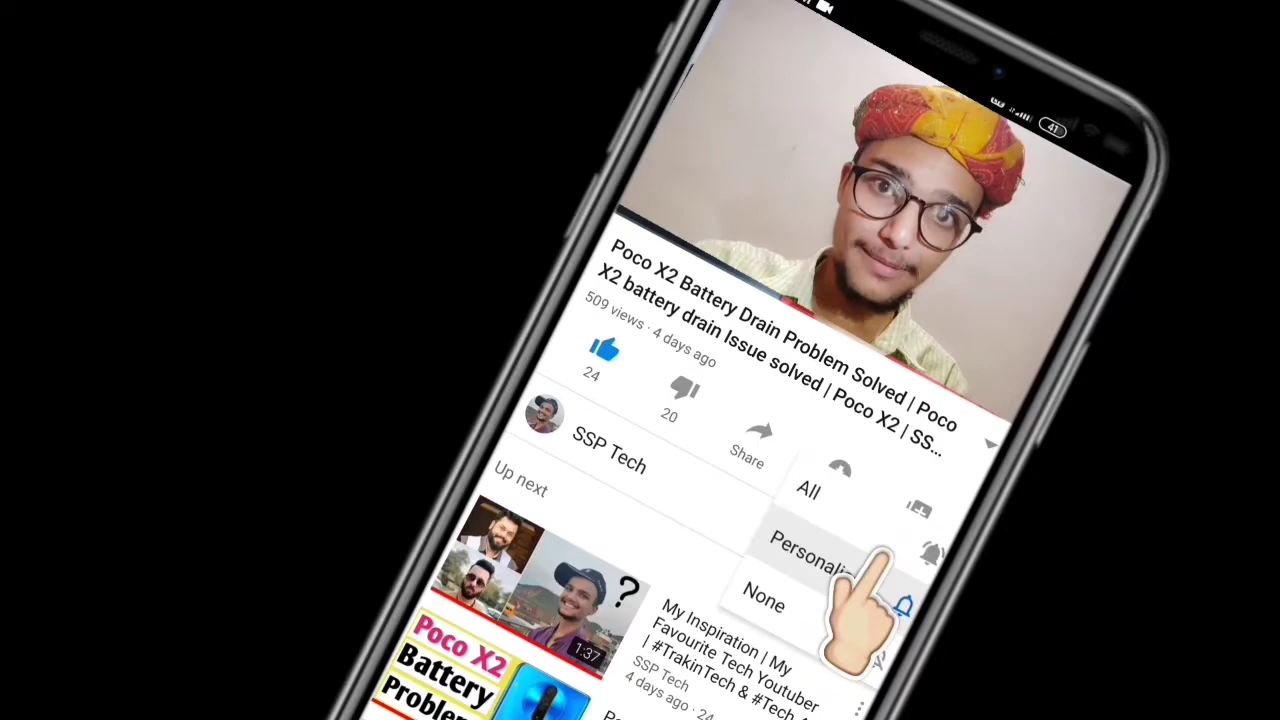 41
Poco X2 Battery Drain Problem Solved | Poco
X2 battery drain Issue solved | Poco X2 | SS...
509 views · 4 days ago
24
20
Share
SSP Tech
All
Up next
None
?
1:37
My Inspiration | My
Favourite Tech Youtuber
| #TrakinTech & #Tech
SSP Tech
4 days ago · 24
Poco X2
Battery